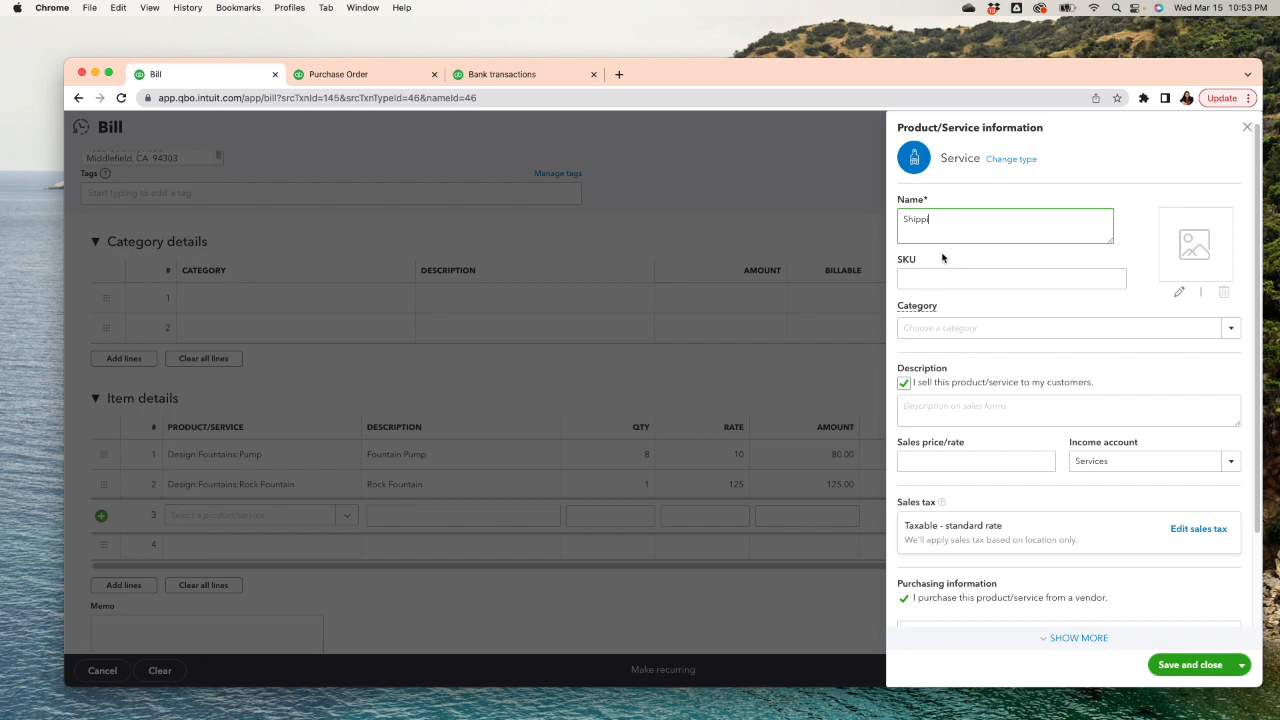 Chrome File Edit View History Bookmarks Profiles Tab Window Help Wed Mar 15 10:53 PM
Bill Purchase Order Bank transactions
app.qbo.intuit.com/app/bill?srcTxnId=145&srcTxnTypeId=46&nameId=46 Update
Bill
Middlefield, CA 94303
Tags Manage tags
Start typing to add a tag
Category details
# CATEGORY DESCRIPTION AMOUNT BILLABLE
1
2
Add lines Clear all lines
Item details
# PRODUCT/SERVICE DESCRIPTION QTY RATE AMOUNT
1 Design:Fountains:Pump Fountain Pump 8 10 80.00
2 Design:Fountains:Rock Fountain Rock Fountain 1 125 125.00
3 Select a product/service
4
Add lines Clear all lines
Memo
Cancel Clear Make recurring
Product/Service information
Service Change type
Name*
Shippi
SKU
Category
Choose a category
Description
I sell this product/service to my customers.
Description on sales forms
Sales price/rate Income account
Services
Sales tax
Taxable - standard rate Edit sales tax
We'll apply sales tax based on location only.
Purchasing information
I purchase this product/service from a vendor.
SHOW MORE
Save and close